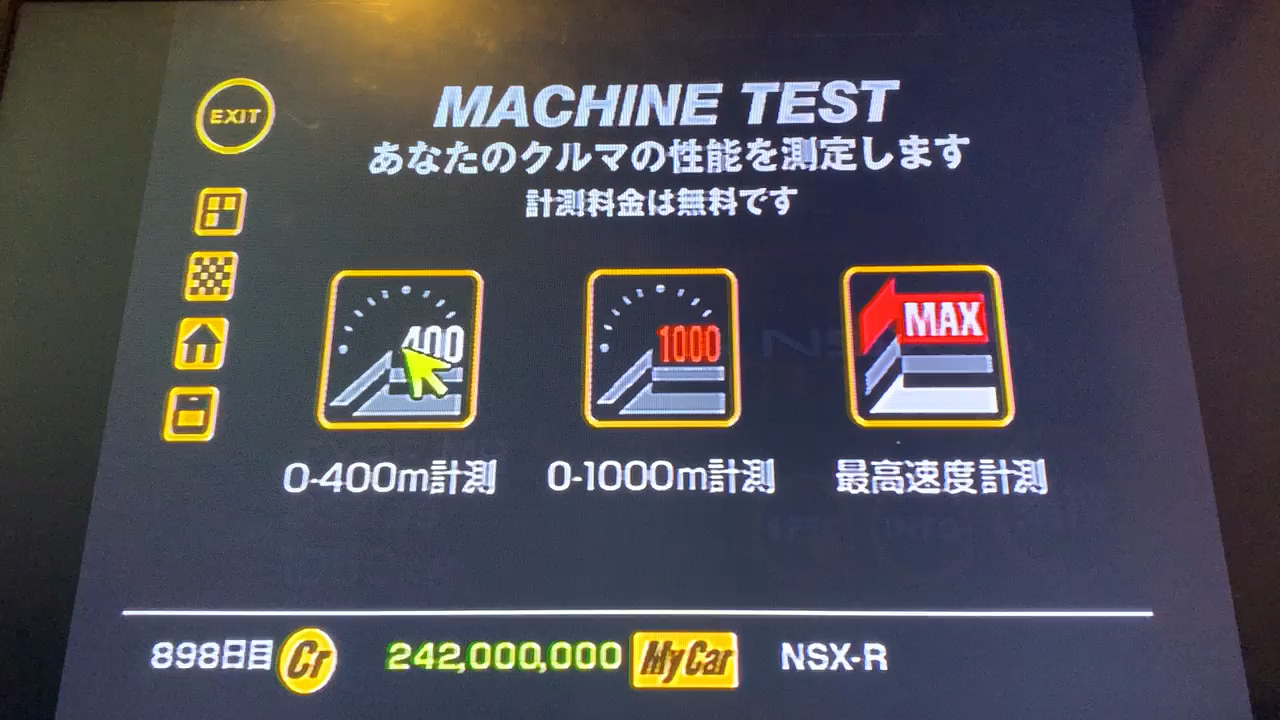 EXIT
MACHINE TEST
あなたのクルマの性能を測定します
計測料金は無料です
400
1000
MAX
0-400m計測
0-1000m計測
最高速度計測
898日目 Cr 242,000,000 MyCar NSX-R